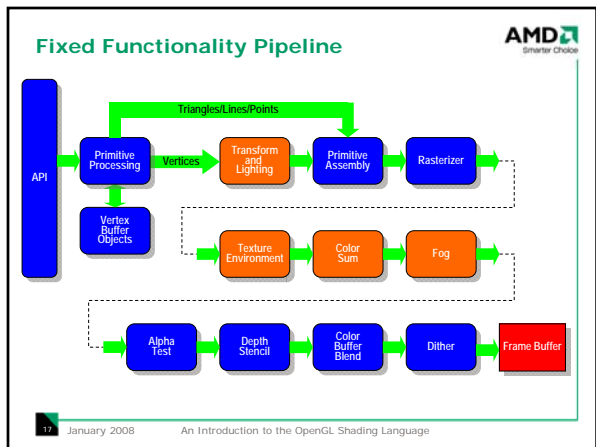 Fixed Functionality Pipeline
AMD
Smarter Choice
Triangles/Lines/Points
API
Primitive
Processing
Vertices
Transform
and
Lighting
Primitive
Assembly
Rasterizer
Vertex
Buffer
Objects
Texture
Environment
Color
Sum
Fog
Alpha
Test
Depth
Stencil
Color
Buffer
Blend
Dither
Frame Buffer
17
January 2008
An Introduction to the OpenGL Shading Language